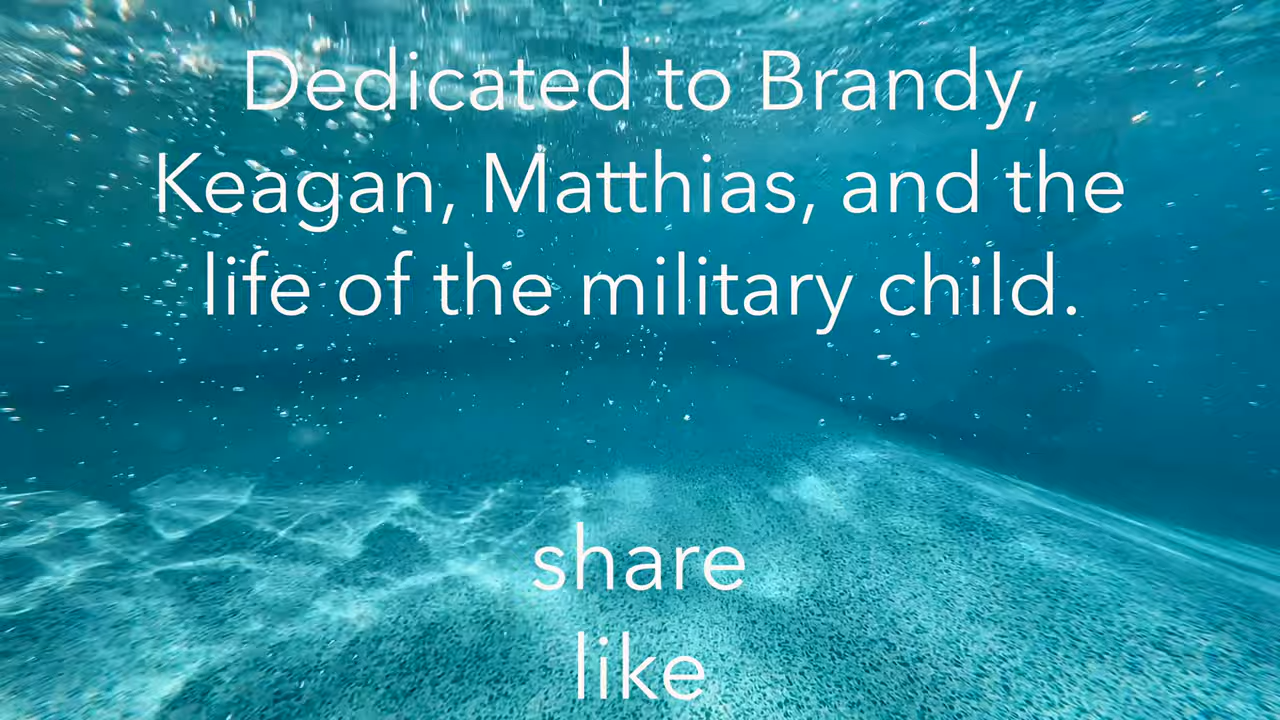 Dedicated to Brandy,
Keagan, Matthias, and the
life of the military child.
share
like